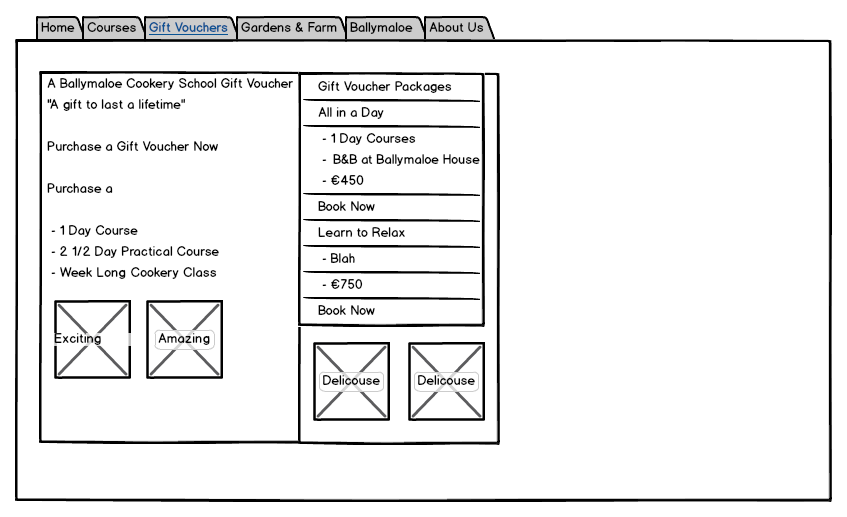 Home Courses Gift Vouchers Gardens & Farm Ballymaloe About Us
A Ballymaloe Cookery School Gift Voucher
"A gift to last a lifetime"
Purchase a Gift Voucher Now
Purchase a
- 1 Day Course
- 2 1/2 Day Practical Course
- Week Long Cookery Class
Exciting Amazing
Gift Voucher Packages
All in a Day
- 1 Day Courses
- B&B at Ballymaloe House
- €450
Book Now
Learn to Relax
- Blah
- €750
Book Now
Delicouse Delicouse